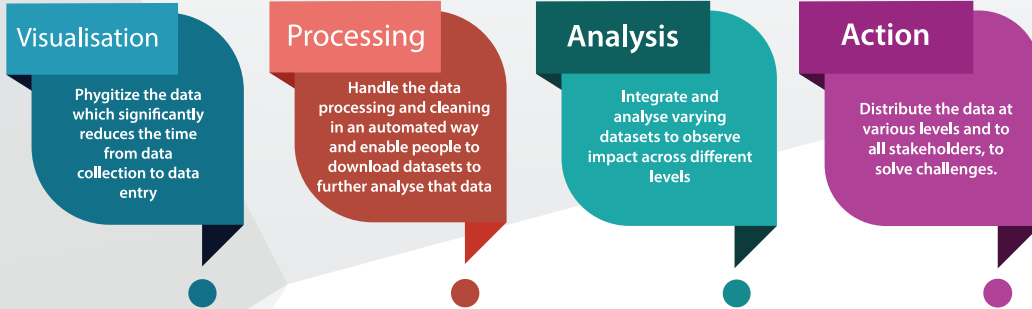 Visualisation
Phygitize the data
which significantly
reduces the time
from data
collection to data
entry
Processing
Handle the data
processing and cleaning
in an automated way
and enable people to
download datasets to
further analyse that data
Analysis
Integrate and
analyse varying
datasets to observe
impact across different
levels
Action
Distribute the data at
various levels and to
all stakeholders, to
solve challenges.